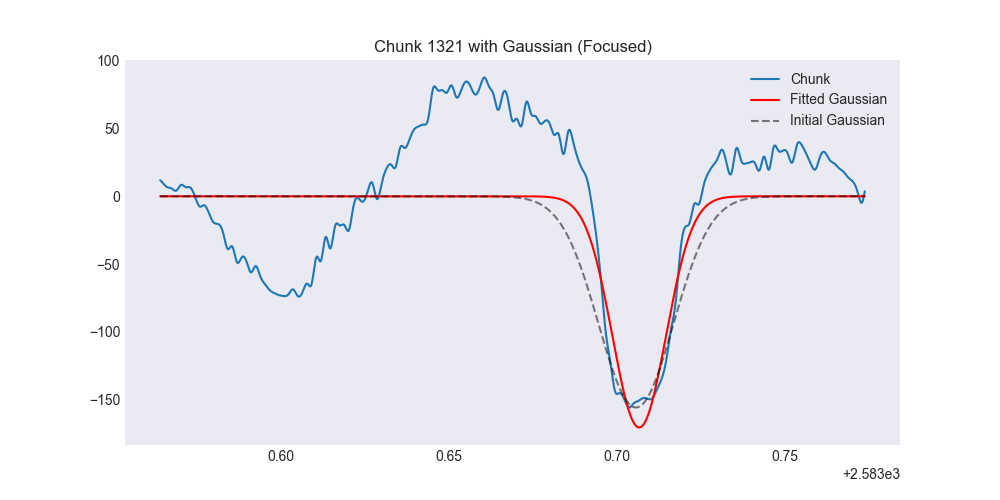 Chunk 1321 with Gaussian (Focused)
100
50
0
−50
−100
−150
Chunk
Fitted Gaussian
Initial Gaussian
0.60 0.65 0.70 0.75
+2.583e3